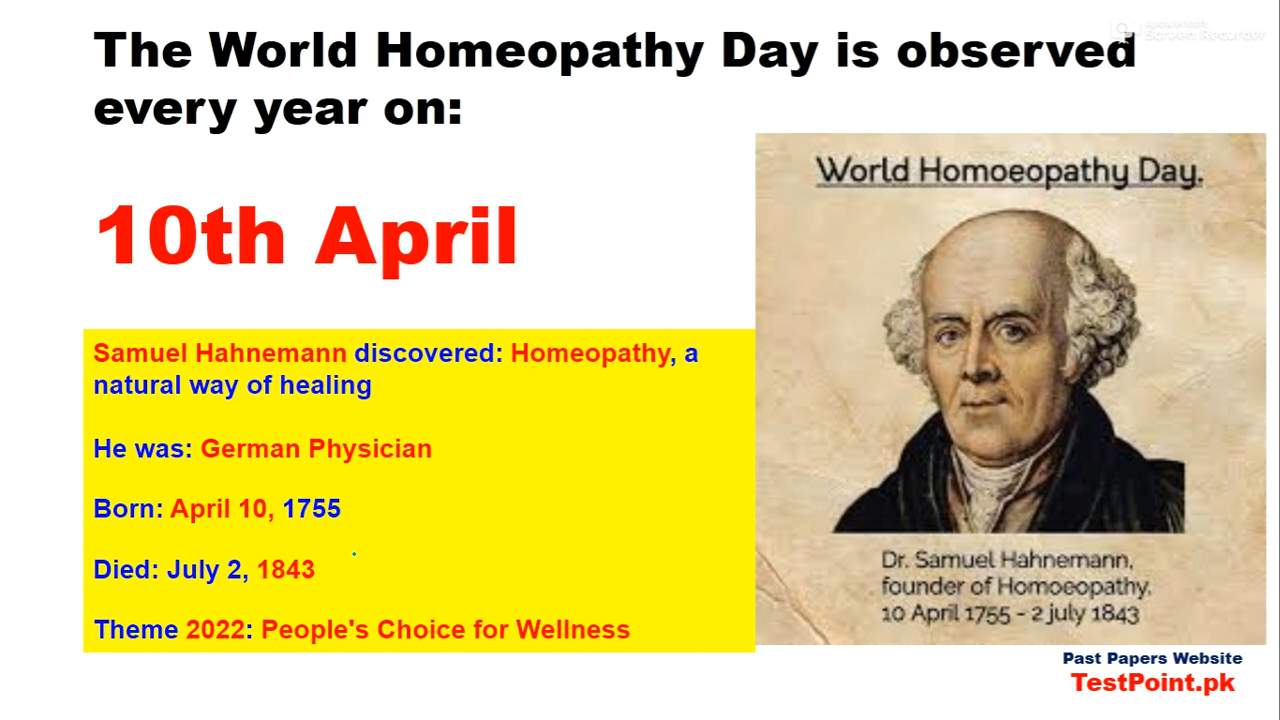 The World Homeopathy Day is observed
every year on:
10th April
Samuel Hahnemann discovered: Homeopathy, a
natural way of healing
He was: German Physician
Born: April 10, 1755
Died: July 2, 1843
Theme 2022: People's Choice for Wellness
World Homoeopathy Day.
Dr. Samuel Hahnemann,
founder of Homoeopathy,
10 April 1755 - 2 july 1843
Past Papers Website
TestPoint.pk
Screen Recorder